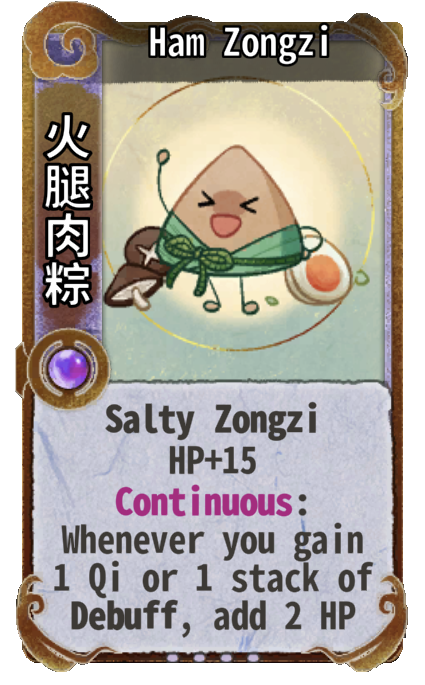 Ham Zongzi
火腿肉粽
Salty Zongzi
HP+15
Continuous:
Whenever you gain
1 Qi or 1 stack of
Debuff, add 2 HP